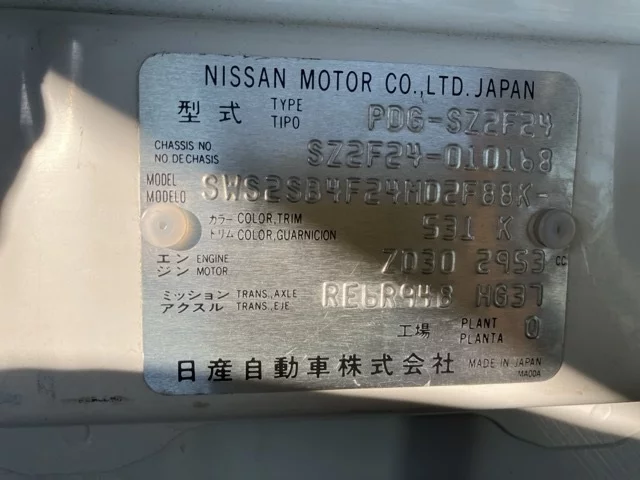 NISSAN MOTOR CO.,LTD. JAPAN
型式 TYPE TIPO PDG-SZ2F24
CHASSIS NO NO DE CHASIS SZ2F24-010168
MODEL MODELO SWS2SB4F24MD2F88K-
カラー COLOR,TRIM トリム COLOR,GUARNICION 531 K
エンジン ENGINE MOTOR ZD30 2953 CC
ミッション TRANS.,AXLE アクスル TRANS.,EJE RE6R94B HG37
工場 PLANT PLANTA 0
日産自動車株式会社 MADE IN JAPAN
MA00A